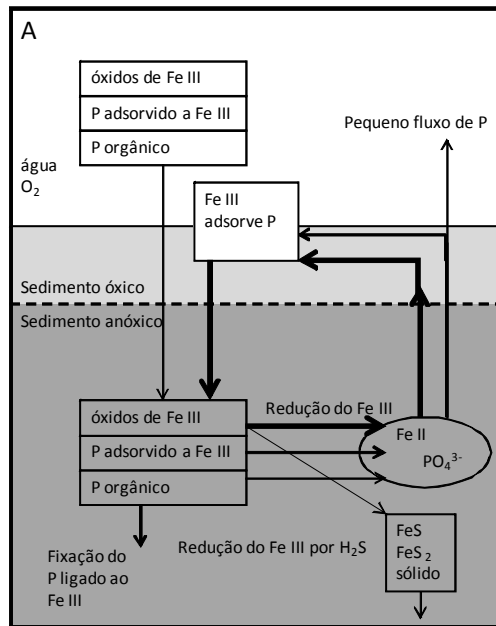 A
óxidos de Fe III
P adsorvido a Fe III
P orgânico
Pequeno fluxo de P
água
O₂
Fe III
adsorve P
Sedimento óxico
Sedimento anóxico
óxidos de Fe III
P adsorvido a Fe III
P orgânico
Redução do Fe III
Fe II
PO₄³⁻
Fixação do
P ligado ao
Fe III
Redução do Fe III por H₂S
FeS
FeS₂
sólido